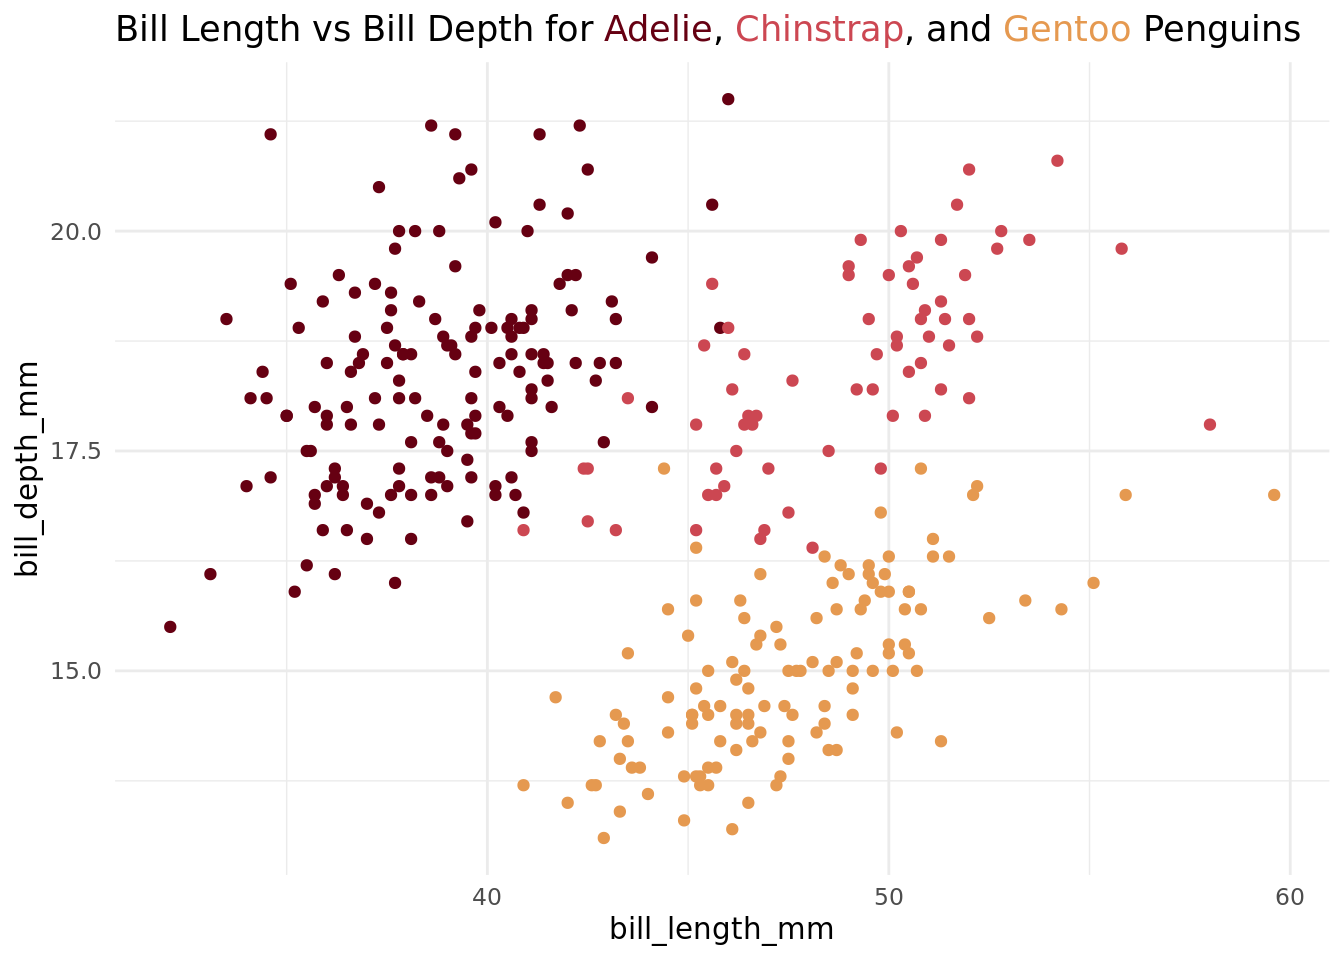 Bill Length vs Bill Depth for Adelie, Chinstrap, and Gentoo Penguins
bill_depth_mm
20.0
17.5
15.0
40
50
60
bill_length_mm